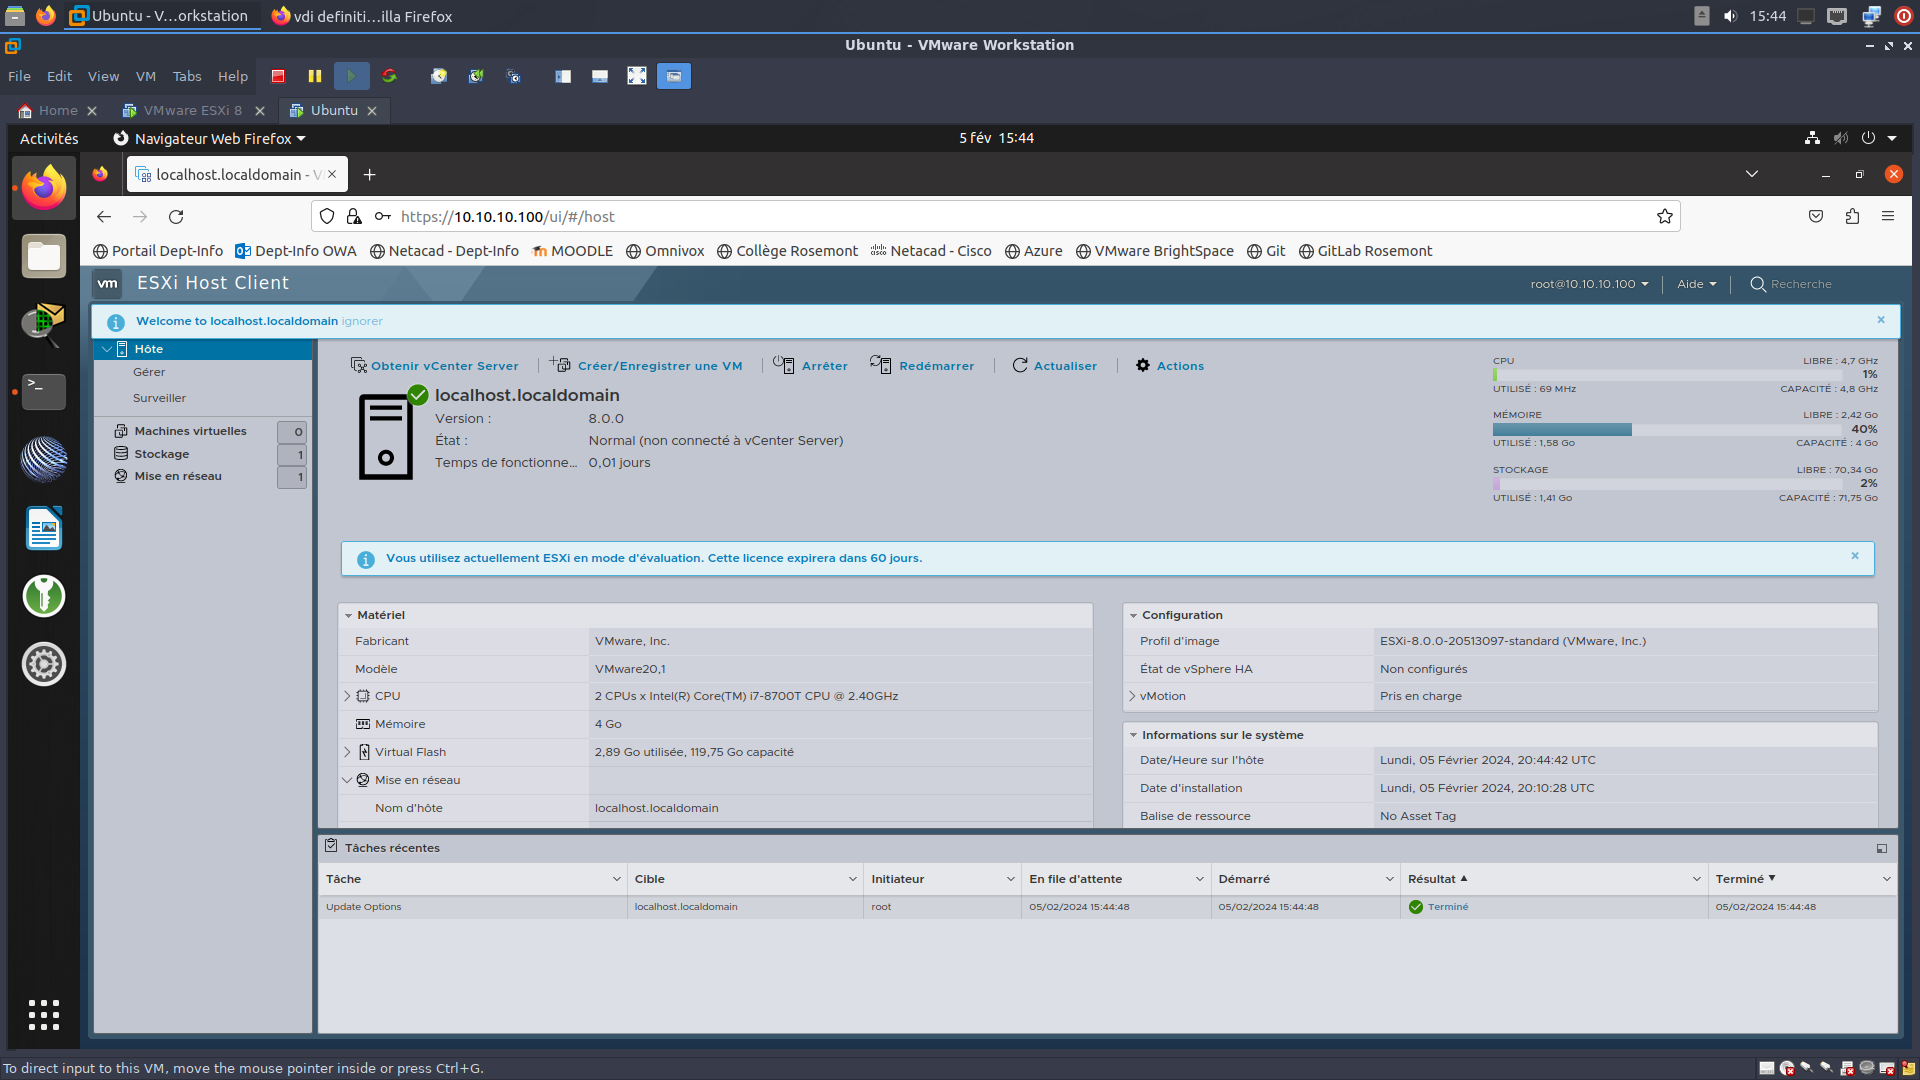 Ubuntu - V...orkstation
vdi definiti...illa Firefox
15:44
Ubuntu - VMware Workstation
File Edit View VM Tabs Help
Home
VMware ESXi 8
Ubuntu
Activités
Navigateur Web Firefox
5 fév 15:44
localhost.localdomain - V
https://10.10.10.100/ui/#/host
Portail Dept-Info
Dept-Info OWA
Netacad - Dept-Info
MOODLE
Omnivox
Collège Rosemont
Netacad - Cisco
Azure
VMware BrightSpace
Git
GitLab Rosemont
vm
ESXi Host Client
root@10.10.10.100
Aide
Recherche
Welcome to localhost.localdomain ignorer
Hôte
Gérer
Surveiller
Machines virtuelles 0
Stockage 1
Mise en réseau 1
Obtenir vCenter Server
Créer/Enregistrer une VM
Arrêter
Redémarrer
Actualiser
Actions
localhost.localdomain
Version : 8.0.0
État : Normal (non connecté à vCenter Server)
Temps de fonctionne... 0,01 jours
CPU LIBRE : 4,7 GHz
1%
UTILISÉ : 69 MHz CAPACITÉ : 4,8 GHz
MÉMOIRE LIBRE : 2,42 Go
40%
UTILISÉ : 1,58 Go CAPACITÉ : 4 Go
STOCKAGE LIBRE : 70,34 Go
2%
UTILISÉ : 1,41 Go CAPACITÉ : 71,75 Go
Vous utilisez actuellement ESXi en mode d'évaluation. Cette licence expirera dans 60 jours.
Matériel
Fabricant VMware, Inc.
Modèle VMware20,1
CPU 2 CPUs x Intel(R) Core(TM) i7-8700T CPU @ 2.40GHz
Mémoire 4 Go
Virtual Flash 2,89 Go utilisée, 119,75 Go capacité
Mise en réseau
Nom d'hôte localhost.localdomain
Configuration
Profil d'image ESXi-8.0.0-20513097-standard (VMware, Inc.)
État de vSphere HA Non configurés
vMotion Pris en charge
Informations sur le système
Date/Heure sur l'hôte Lundi, 05 Février 2024, 20:44:42 UTC
Date d'installation Lundi, 05 Février 2024, 20:10:28 UTC
Balise de ressource No Asset Tag
Tâches récentes
Tâche Cible Initiateur En file d'attente Démarré Résultat Terminé
Update Options localhost.localdomain root 05/02/2024 15:44:48 05/02/2024 15:44:48 Terminé 05/02/2024 15:44:48
To direct input to this VM, move the mouse pointer inside or press Ctrl+G.